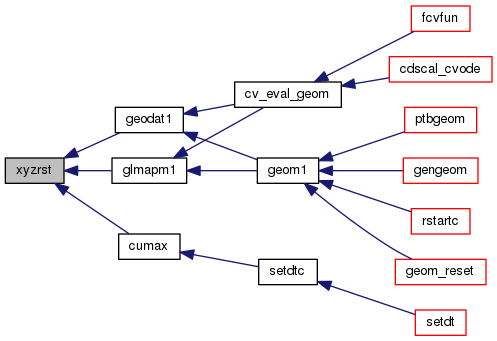 fcvfun
cdscal_cvode
cv_eval_geom
geodat1
ptbgeom
xyzrst
glmapm1
geom1
gengeom
rstartc
cumax
setdtc
geom_reset
setdt